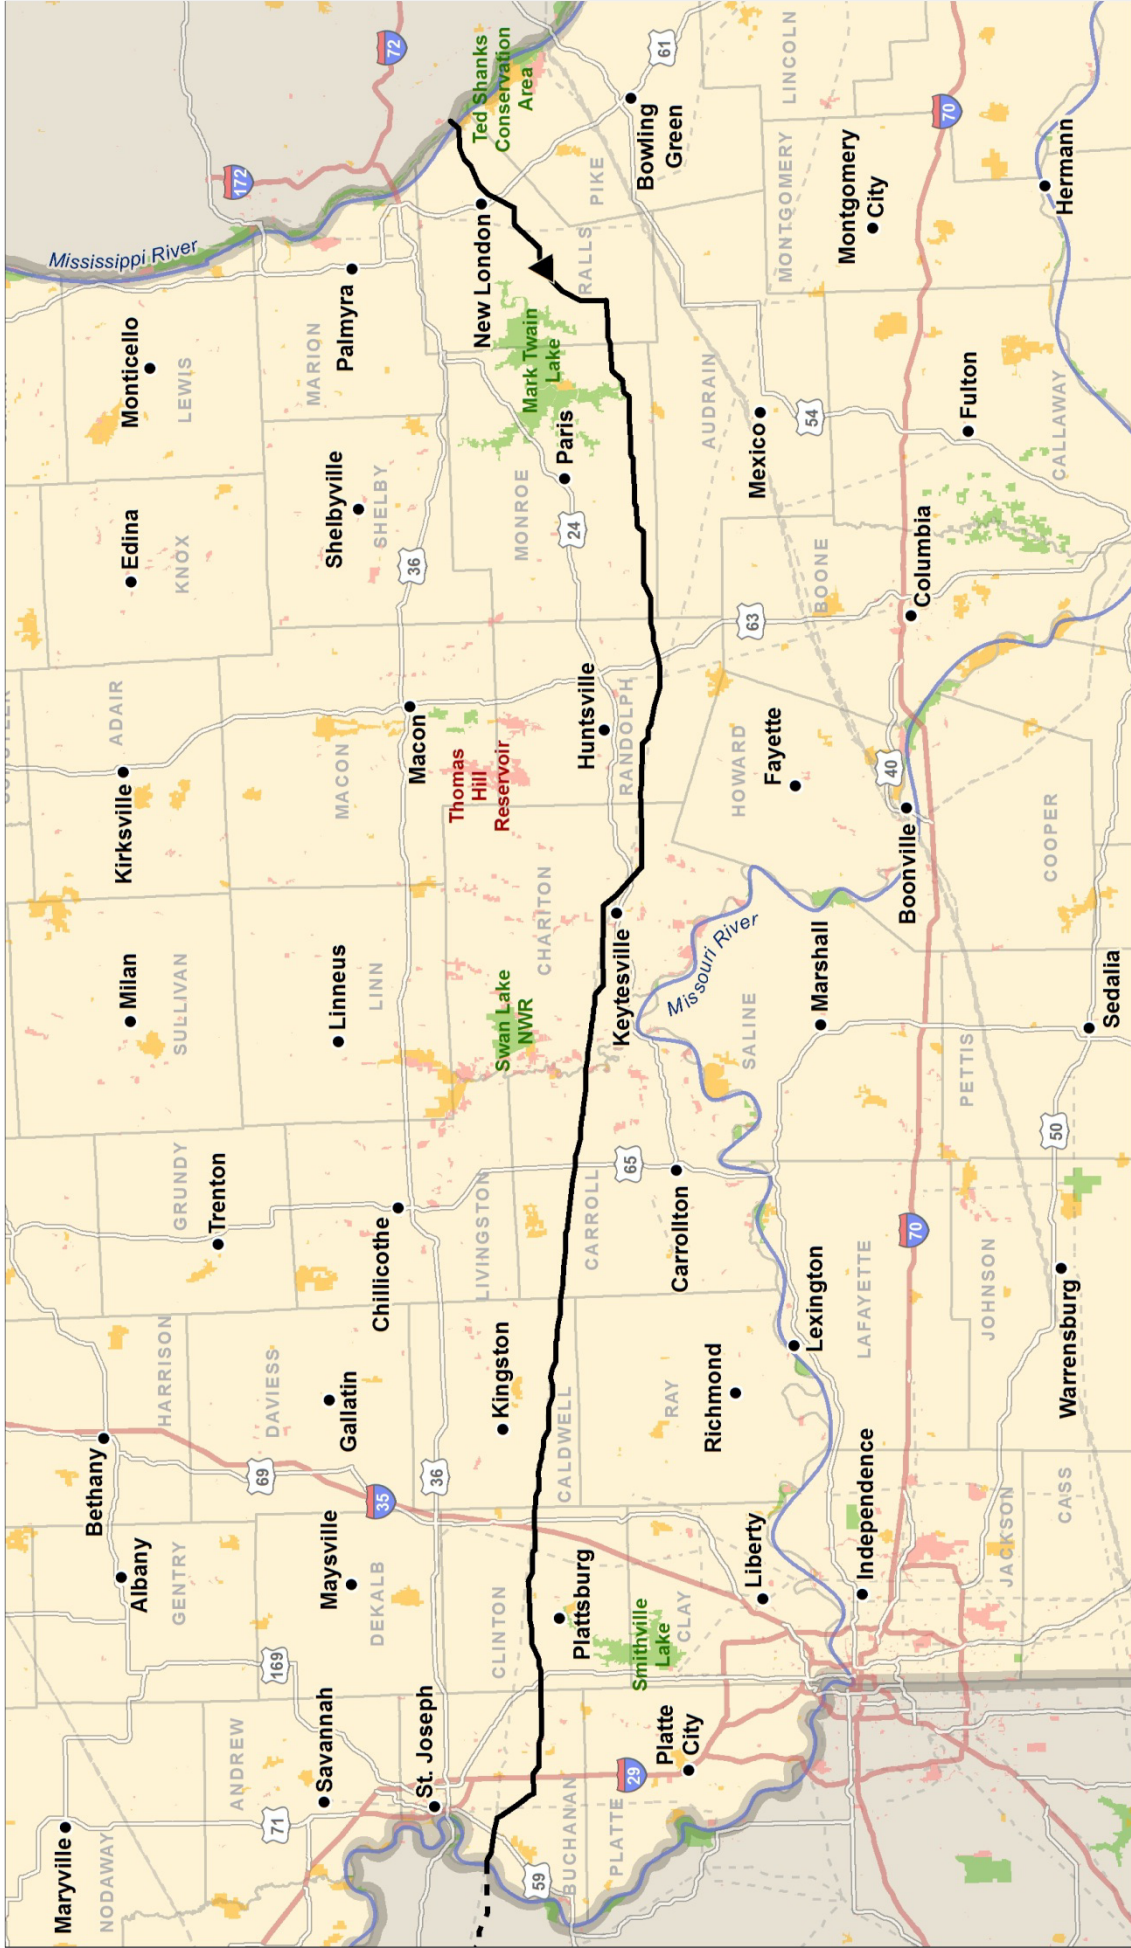 Maryville
NODAWAY
71
ANDREW
Savannah
169
St. Joseph
59
BUCHANAN
PLATTE
29
Platte
City
Smithville
Lake
CLAY
Plattsburg
CLINTON
Albany
GENTRY
Maysville
DEKALB
Bethany
69
35
36
HARRISON
DAVIESS
Gallatin
Kingston
CALDWELL
RAY
Richmond
Liberty
Independence
JACKSON
CASS
Lexington
LAFAYETTE
70
JOHNSON
Warrensburg
50
GRUNDY
Trenton
Chillicothe
LIVINGSTON
CARROLL
65
Carrollton
Milan
SULLIVAN
Linneus
LINN
Swan Lake
NWR
CHARITON
Keytesville
Missouri River
SALINE
Marshall
PETTIS
Sedalia
Kirksville
ADAIR
MACON
Macon
Thomas
Hill
Reservoir
Huntsville
RANDOLPH
HOWARD
Fayette
40
Boonville
COOPER
Edina
KNOX
Shelbyville
SHELBY
36
MONROE
Paris
24
63
BOONE
Columbia
Monticello
LEWIS
MARION
Palmyra
Mark Twain
Lake
New London
RALLS
AUDRAIN
Mexico
54
Fulton
CALLAWAY
Mississippi River
172
72
Ted Shanks
Conservation
Area
61
PIKE
Bowling
Green
LINCOLN
MONTGOMERY
Montgomery
City
70
Hermann